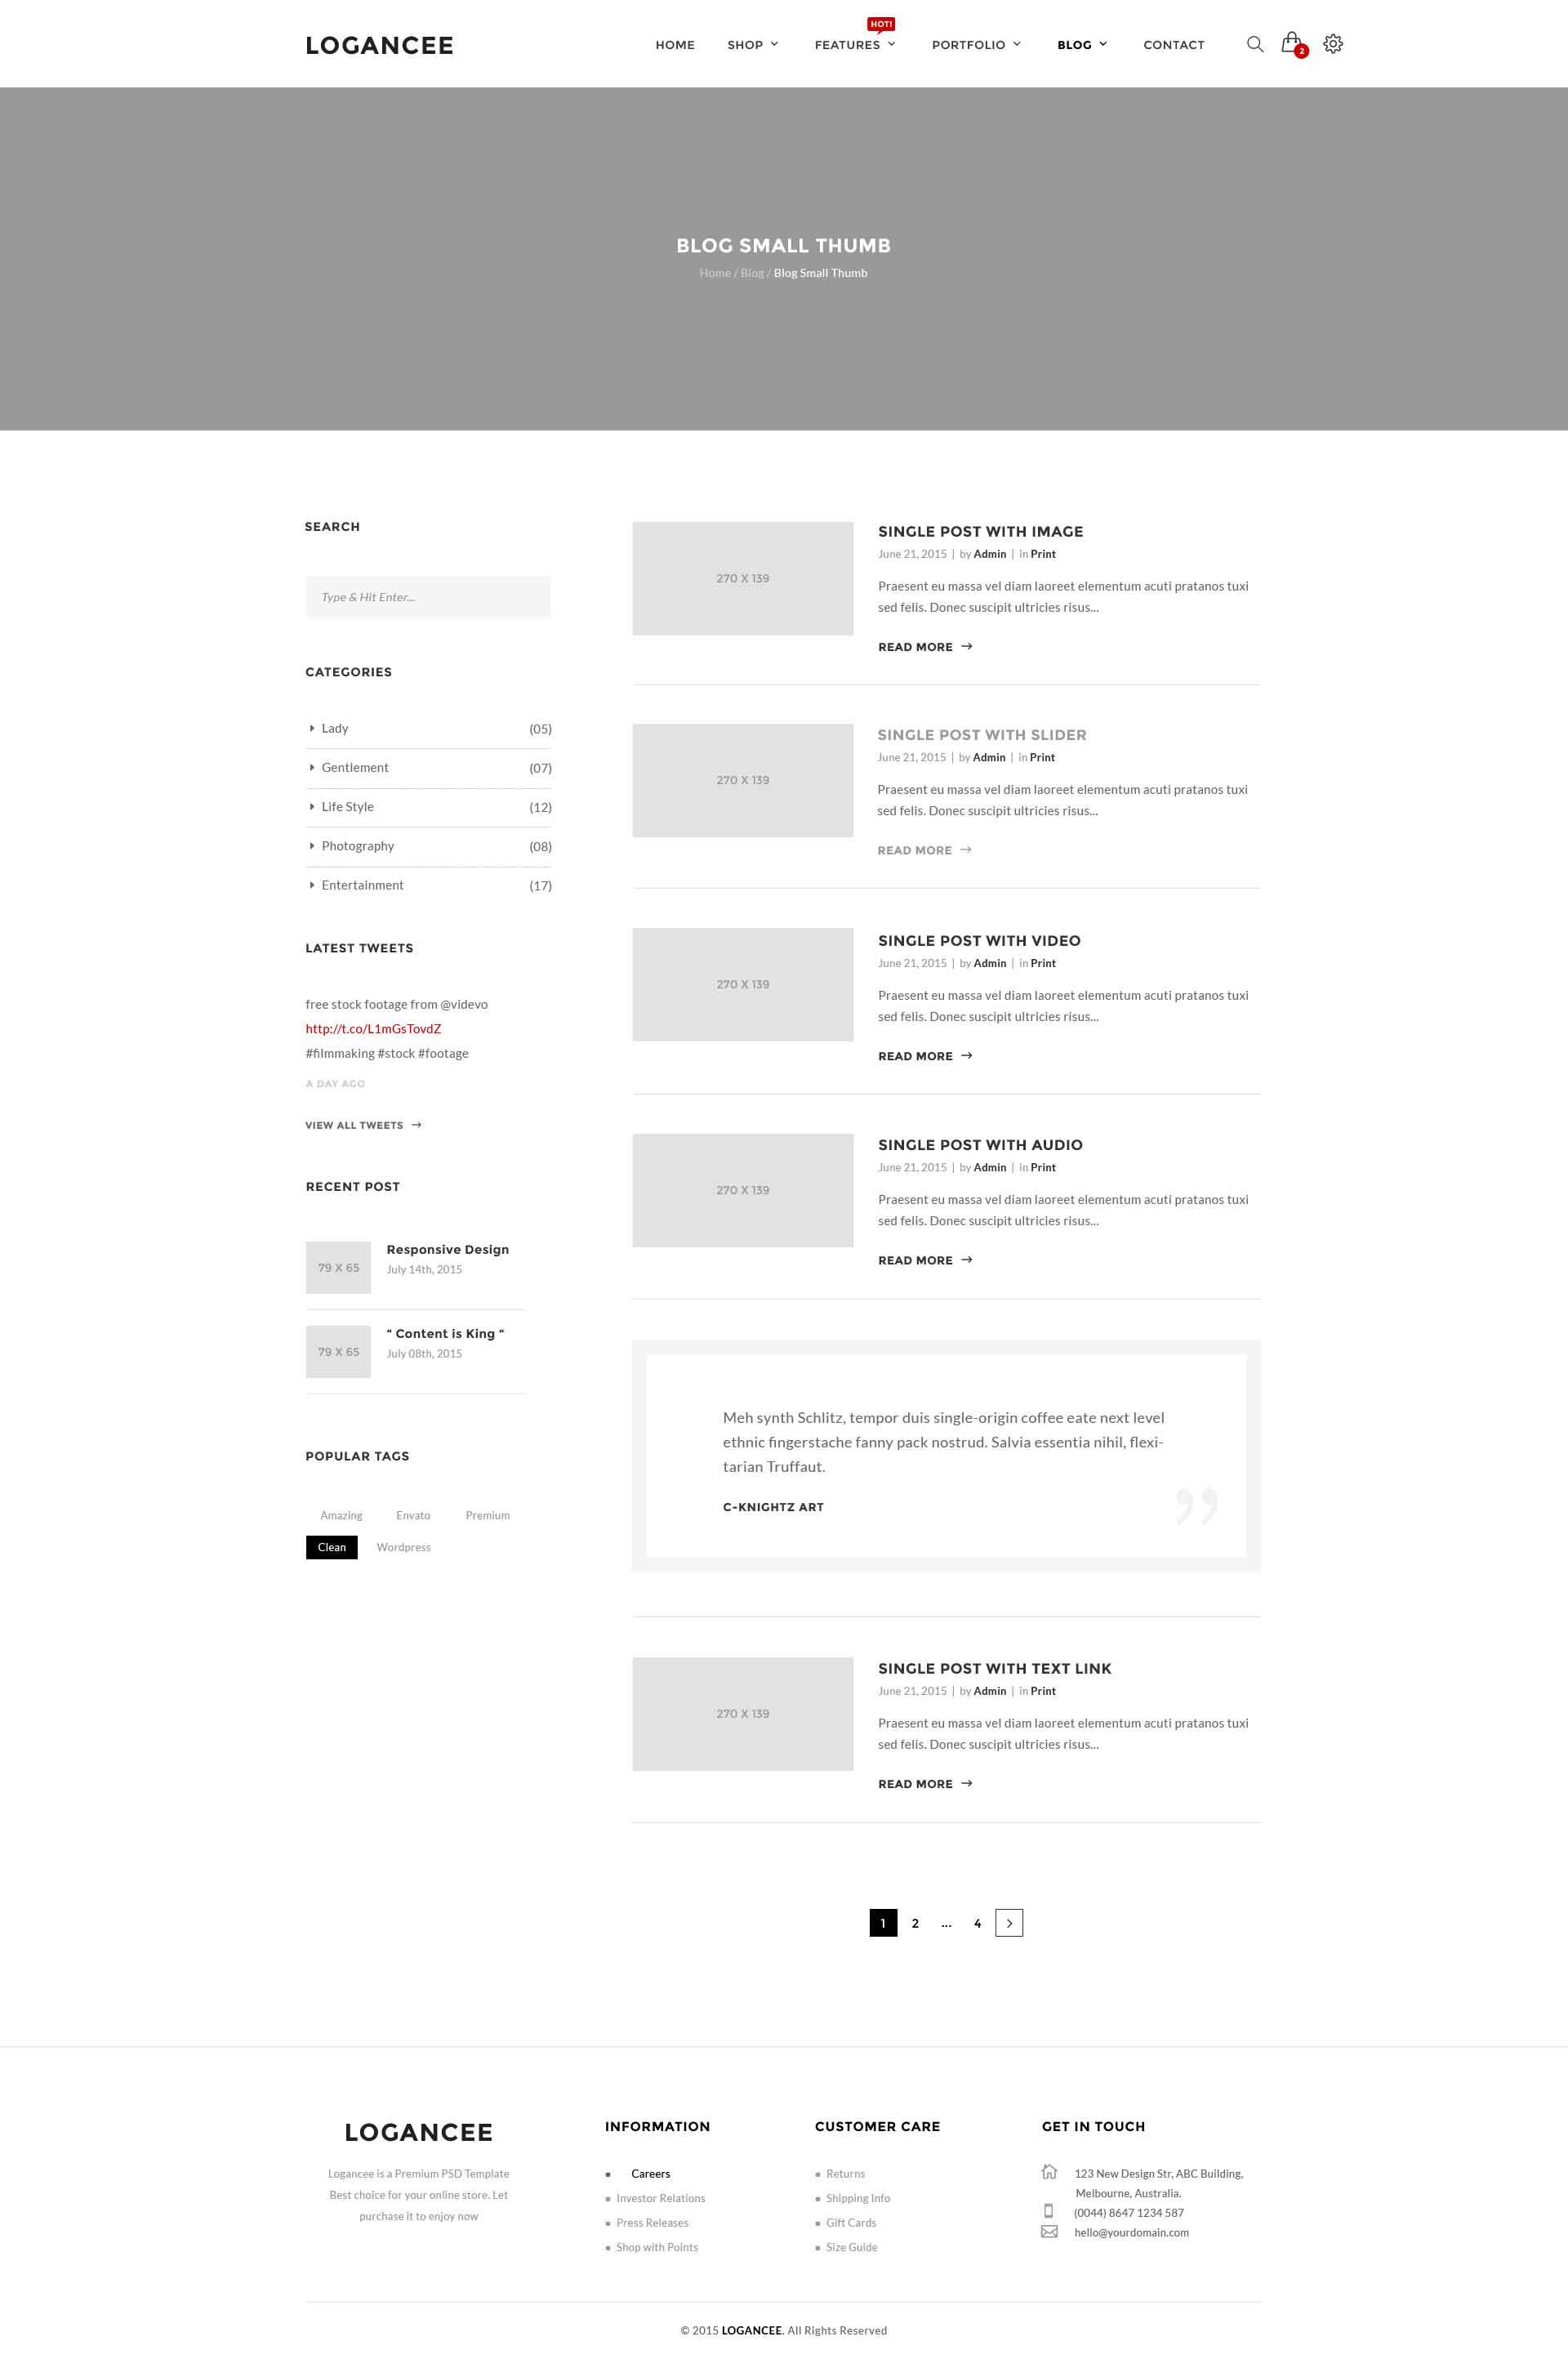 LOGANCEE
HOME SHOP FEATURES HOT! PORTFOLIO BLOG CONTACT 2
BLOG SMALL THUMB
Home / Blog / Blog Small Thumb
SEARCH
Type & Hit Enter...
CATEGORIES
Lady (05)
Gentlement (07)
Life Style (12)
Photography (08)
Entertainment (17)
LATEST TWEETS
free stock footage from @videvo
http://t.co/L1mGsTovdZ
#filmmaking #stock #footage
A DAY AGO
VIEW ALL TWEETS
RECENT POST
79 X 65
Responsive Design
July 14th, 2015
79 X 65
“ Content is King “
July 08th, 2015
POPULAR TAGS
Amazing Envato Premium
Clean Wordpress
270 X 139
SINGLE POST WITH IMAGE
June 21, 2015 | by Admin | in Print
Praesent eu massa vel diam laoreet elementum acuti pratanos tuxi
sed felis. Donec suscipit ultricies risus...
READ MORE
270 X 139
SINGLE POST WITH SLIDER
June 21, 2015 | by Admin | in Print
Praesent eu massa vel diam laoreet elementum acuti pratanos tuxi
sed felis. Donec suscipit ultricies risus...
READ MORE
270 X 139
SINGLE POST WITH VIDEO
June 21, 2015 | by Admin | in Print
Praesent eu massa vel diam laoreet elementum acuti pratanos tuxi
sed felis. Donec suscipit ultricies risus...
READ MORE
270 X 139
SINGLE POST WITH AUDIO
June 21, 2015 | by Admin | in Print
Praesent eu massa vel diam laoreet elementum acuti pratanos tuxi
sed felis. Donec suscipit ultricies risus...
READ MORE
Meh synth Schlitz, tempor duis single-origin coffee eate next level
ethnic fingerstache fanny pack nostrud. Salvia essentia nihil, flexi-
tarian Truffaut.
C-KNIGHTZ ART
”
270 X 139
SINGLE POST WITH TEXT LINK
June 21, 2015 | by Admin | in Print
Praesent eu massa vel diam laoreet elementum acuti pratanos tuxi
sed felis. Donec suscipit ultricies risus...
READ MORE
1 2 ... 4
LOGANCEE
Logancee is a Premium PSD Template
Best choice for your online store. Let
purchase it to enjoy now
INFORMATION
Careers
Investor Relations
Press Releases
Shop with Points
CUSTOMER CARE
Returns
Shipping Info
Gift Cards
Size Guide
GET IN TOUCH
123 New Design Str, ABC Building,
Melbourne, Australia.
(0044) 8647 1234 587
hello@yourdomain.com
© 2015 LOGANCEE. All Rights Reserved